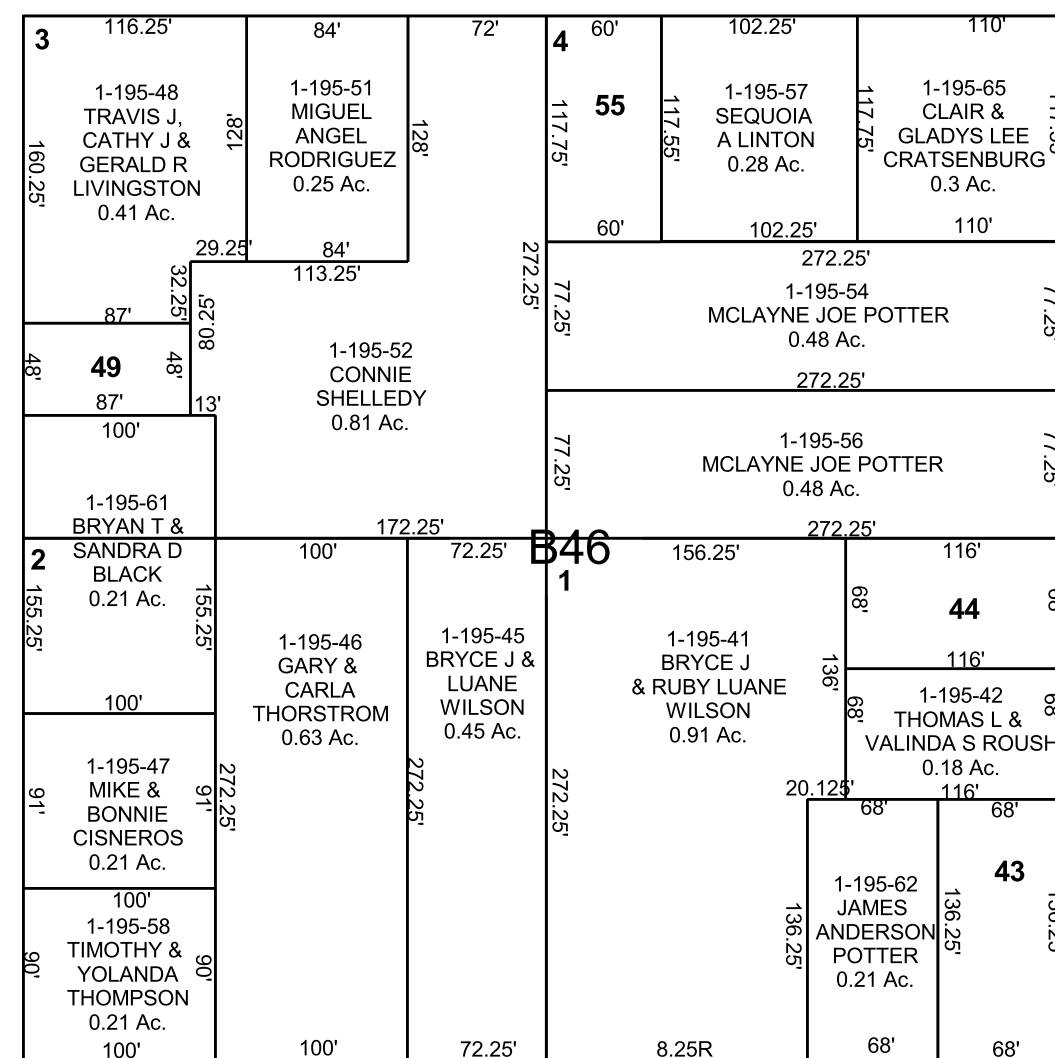 116.25'
84'
72'
60'
102.25'
110'
3
4
55
1-195-48
TRAVIS J,
CATHY J &
GERALD R
LIVINGSTON
0.41 Ac.
160.25'
128'
1-195-51
MIGUEL
ANGEL
RODRIGUEZ
0.25 Ac.
128'
117.75'
117.55'
1-195-57
SEQUOIA
A LINTON
0.28 Ac.
117.75'
1-195-65
CLAIR &
GLADYS LEE
CRATSENBURG
0.3 Ac.
60'
102.25'
110'
29.25'
84'
113.25'
272.25'
272.25'
32.25'
80.25'
77.25'
1-195-54
MCLAYNE JOE POTTER
0.48 Ac.
77.25'
87'
48'
49
48'
87'
13'
100'
1-195-52
CONNIE
SHELLEDY
0.81 Ac.
272.25'
77.25'
1-195-56
MCLAYNE JOE POTTER
0.48 Ac.
77.25'
172.25'
272.25'
1-195-61
BRYAN T &
SANDRA D
BLACK
0.21 Ac.
2
155.25'
155.25'
100'
B46
1
100'
72.25'
156.25'
116'
68'
44
116'
1-195-46
GARY &
CARLA
THORSTROM
0.63 Ac.
1-195-45
BRYCE J &
LUANE
WILSON
0.45 Ac.
1-195-41
BRYCE J
& RUBY LUANE
WILSON
0.91 Ac.
136'
68'
1-195-42
THOMAS L &
VALINDA S ROUSH
0.18 Ac.
68'
116'
20.125'
68'
68'
91'
1-195-47
MIKE &
BONNIE
CISNEROS
0.21 Ac.
91'
272.25'
272.25'
272.25'
100'
90'
1-195-58
TIMOTHY &
YOLANDA
THOMPSON
0.21 Ac.
90'
136.25'
1-195-62
JAMES
ANDERSON
POTTER
0.21 Ac.
136.25'
43
100'
100'
72.25'
8.25R
68'
68'